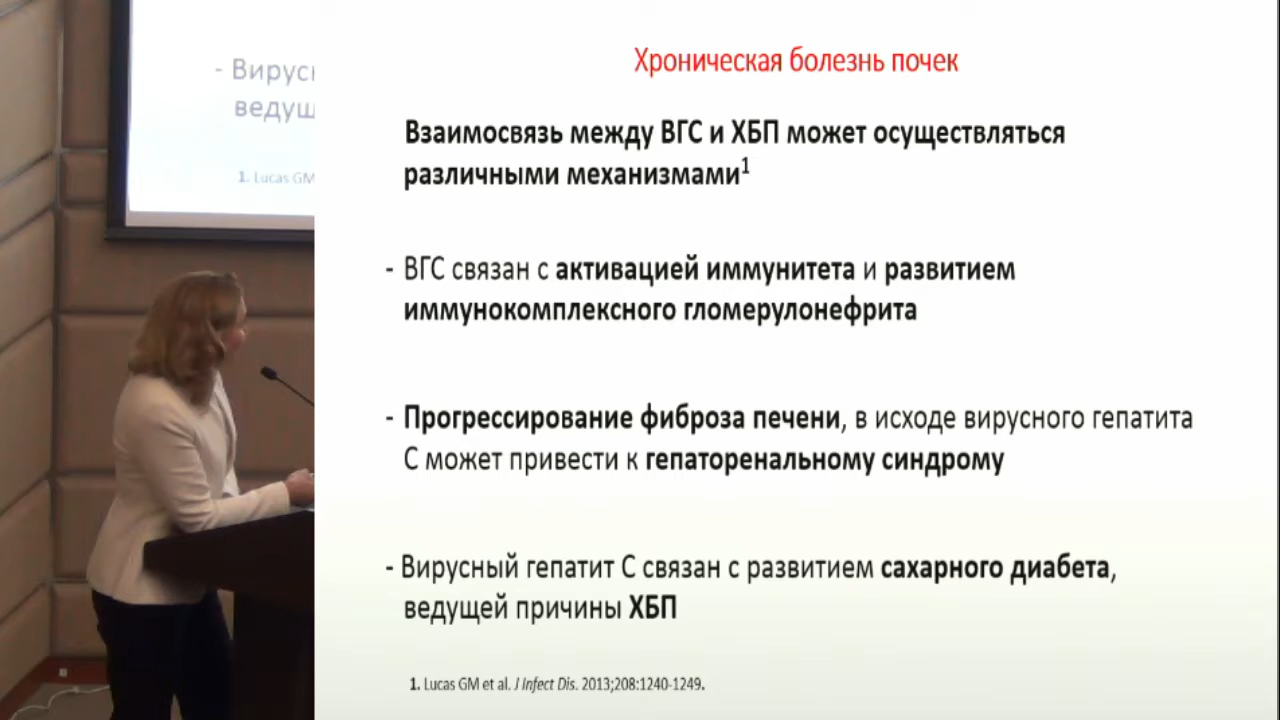 - Вирусн
ведущ
1. Lucas GM
Хроническая болезнь почек
Взаимосвязь между ВГС и ХБП может осуществляться
различными механизмами1
- ВГС связан с активацией иммунитета и развитием
иммунокомплексного гломерулонефрита
- Прогрессирование фиброза печени, в исходе вирусного гепатита
С может привести к гепаторенальному синдрому
- Вирусный гепатит С связан с развитием сахарного диабета,
ведущей причины ХБП
1. Lucas GM et al. J Infect Dis. 2013;208:1240-1249.